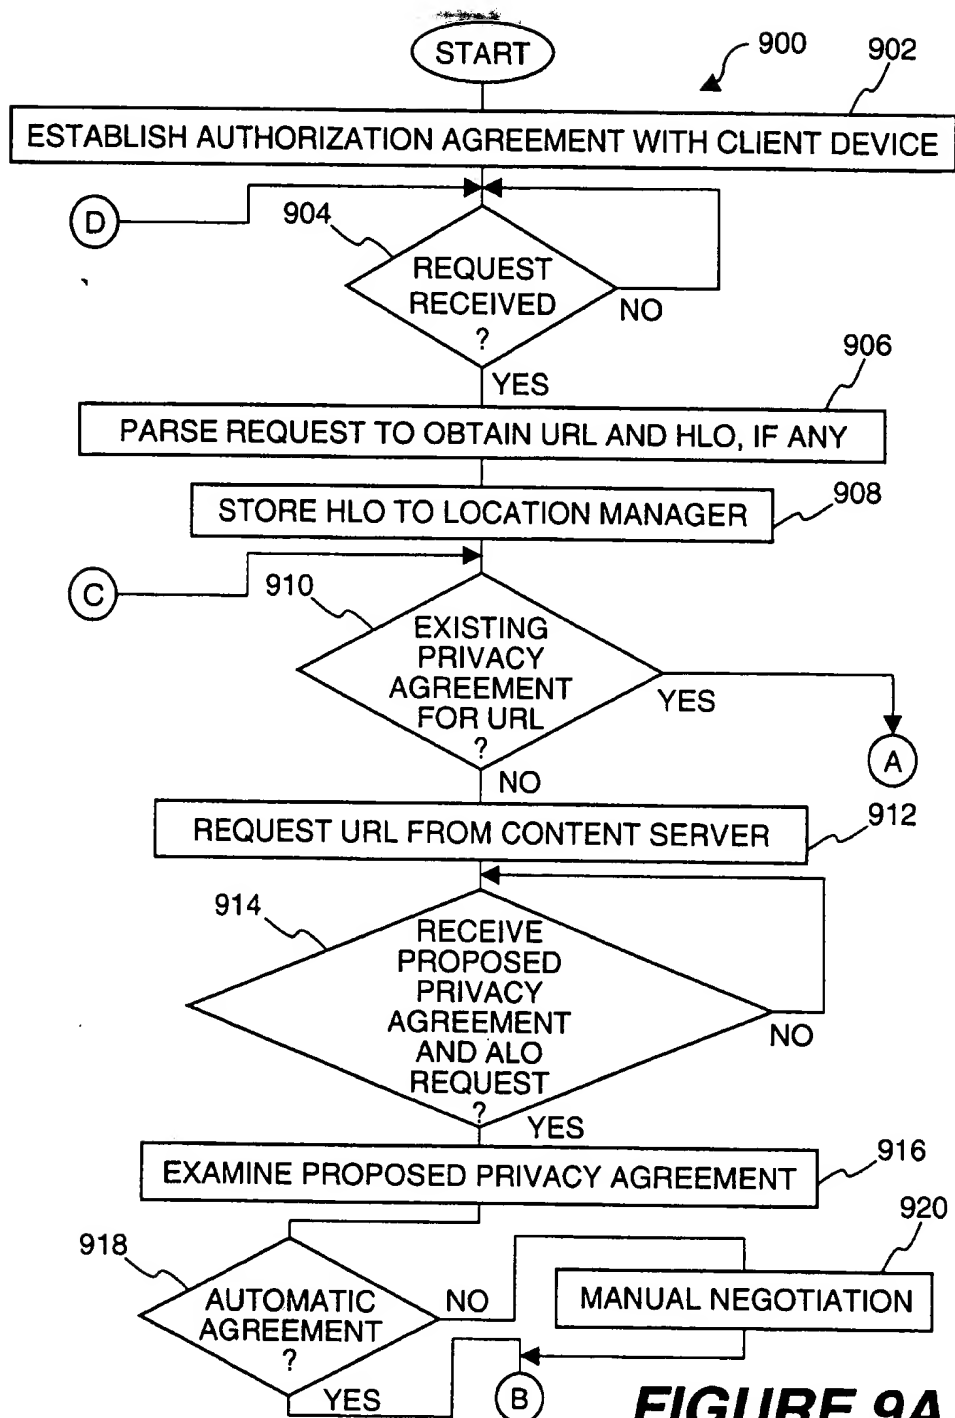 START
900
902
ESTABLISH AUTHORIZATION AGREEMENT WITH CLIENT DEVICE
D
904
REQUEST
RECEIVED
?
NO
YES
906
PARSE REQUEST TO OBTAIN URL AND HLO, IF ANY
STORE HLO TO LOCATION MANAGER
908
C
910
EXISTING
PRIVACY
AGREEMENT
FOR URL
?
YES
A
NO
REQUEST URL FROM CONTENT SERVER
912
914
RECEIVE
PROPOSED
PRIVACY
AGREEMENT
AND ALO
REQUEST
?
NO
YES
EXAMINE PROPOSED PRIVACY AGREEMENT
916
918
AUTOMATIC
AGREEMENT
?
NO
920
MANUAL NEGOTIATION
YES
B
FIGURE 9A